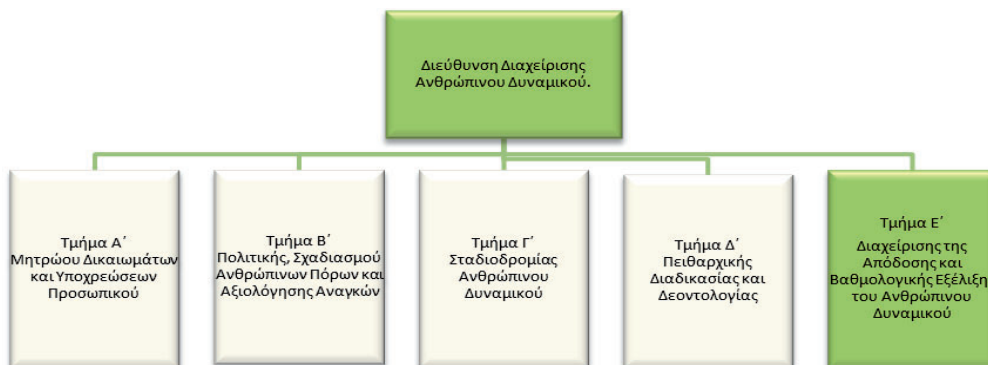 Διεύθυνση Διαχείρισης
Ανθρώπινου Δυναμικού.
Τμήμα Α΄
Μητρώου Δικαιωμάτων
και Υποχρεώσεων
Προσωπικού
Τμήμα Β΄
Πολιτικής, Σχαδιασμού
Ανθρώπινων Πόρων και
Αξιολόγησης Αναγκών
Τμήμα Γ΄
Σταδιοδρομίας
Ανθρώπινου
Δυναμικού
Τμήμα Δ΄
Πειθαρχικής
Διαδικασίας και
Δεοντολογίας
Τμήμα Ε΄
Διαχείρισης της
Απόδοσης και
Βαθμολογικής Εξέλιξη
του Ανθρώπινου
Δυναμικού